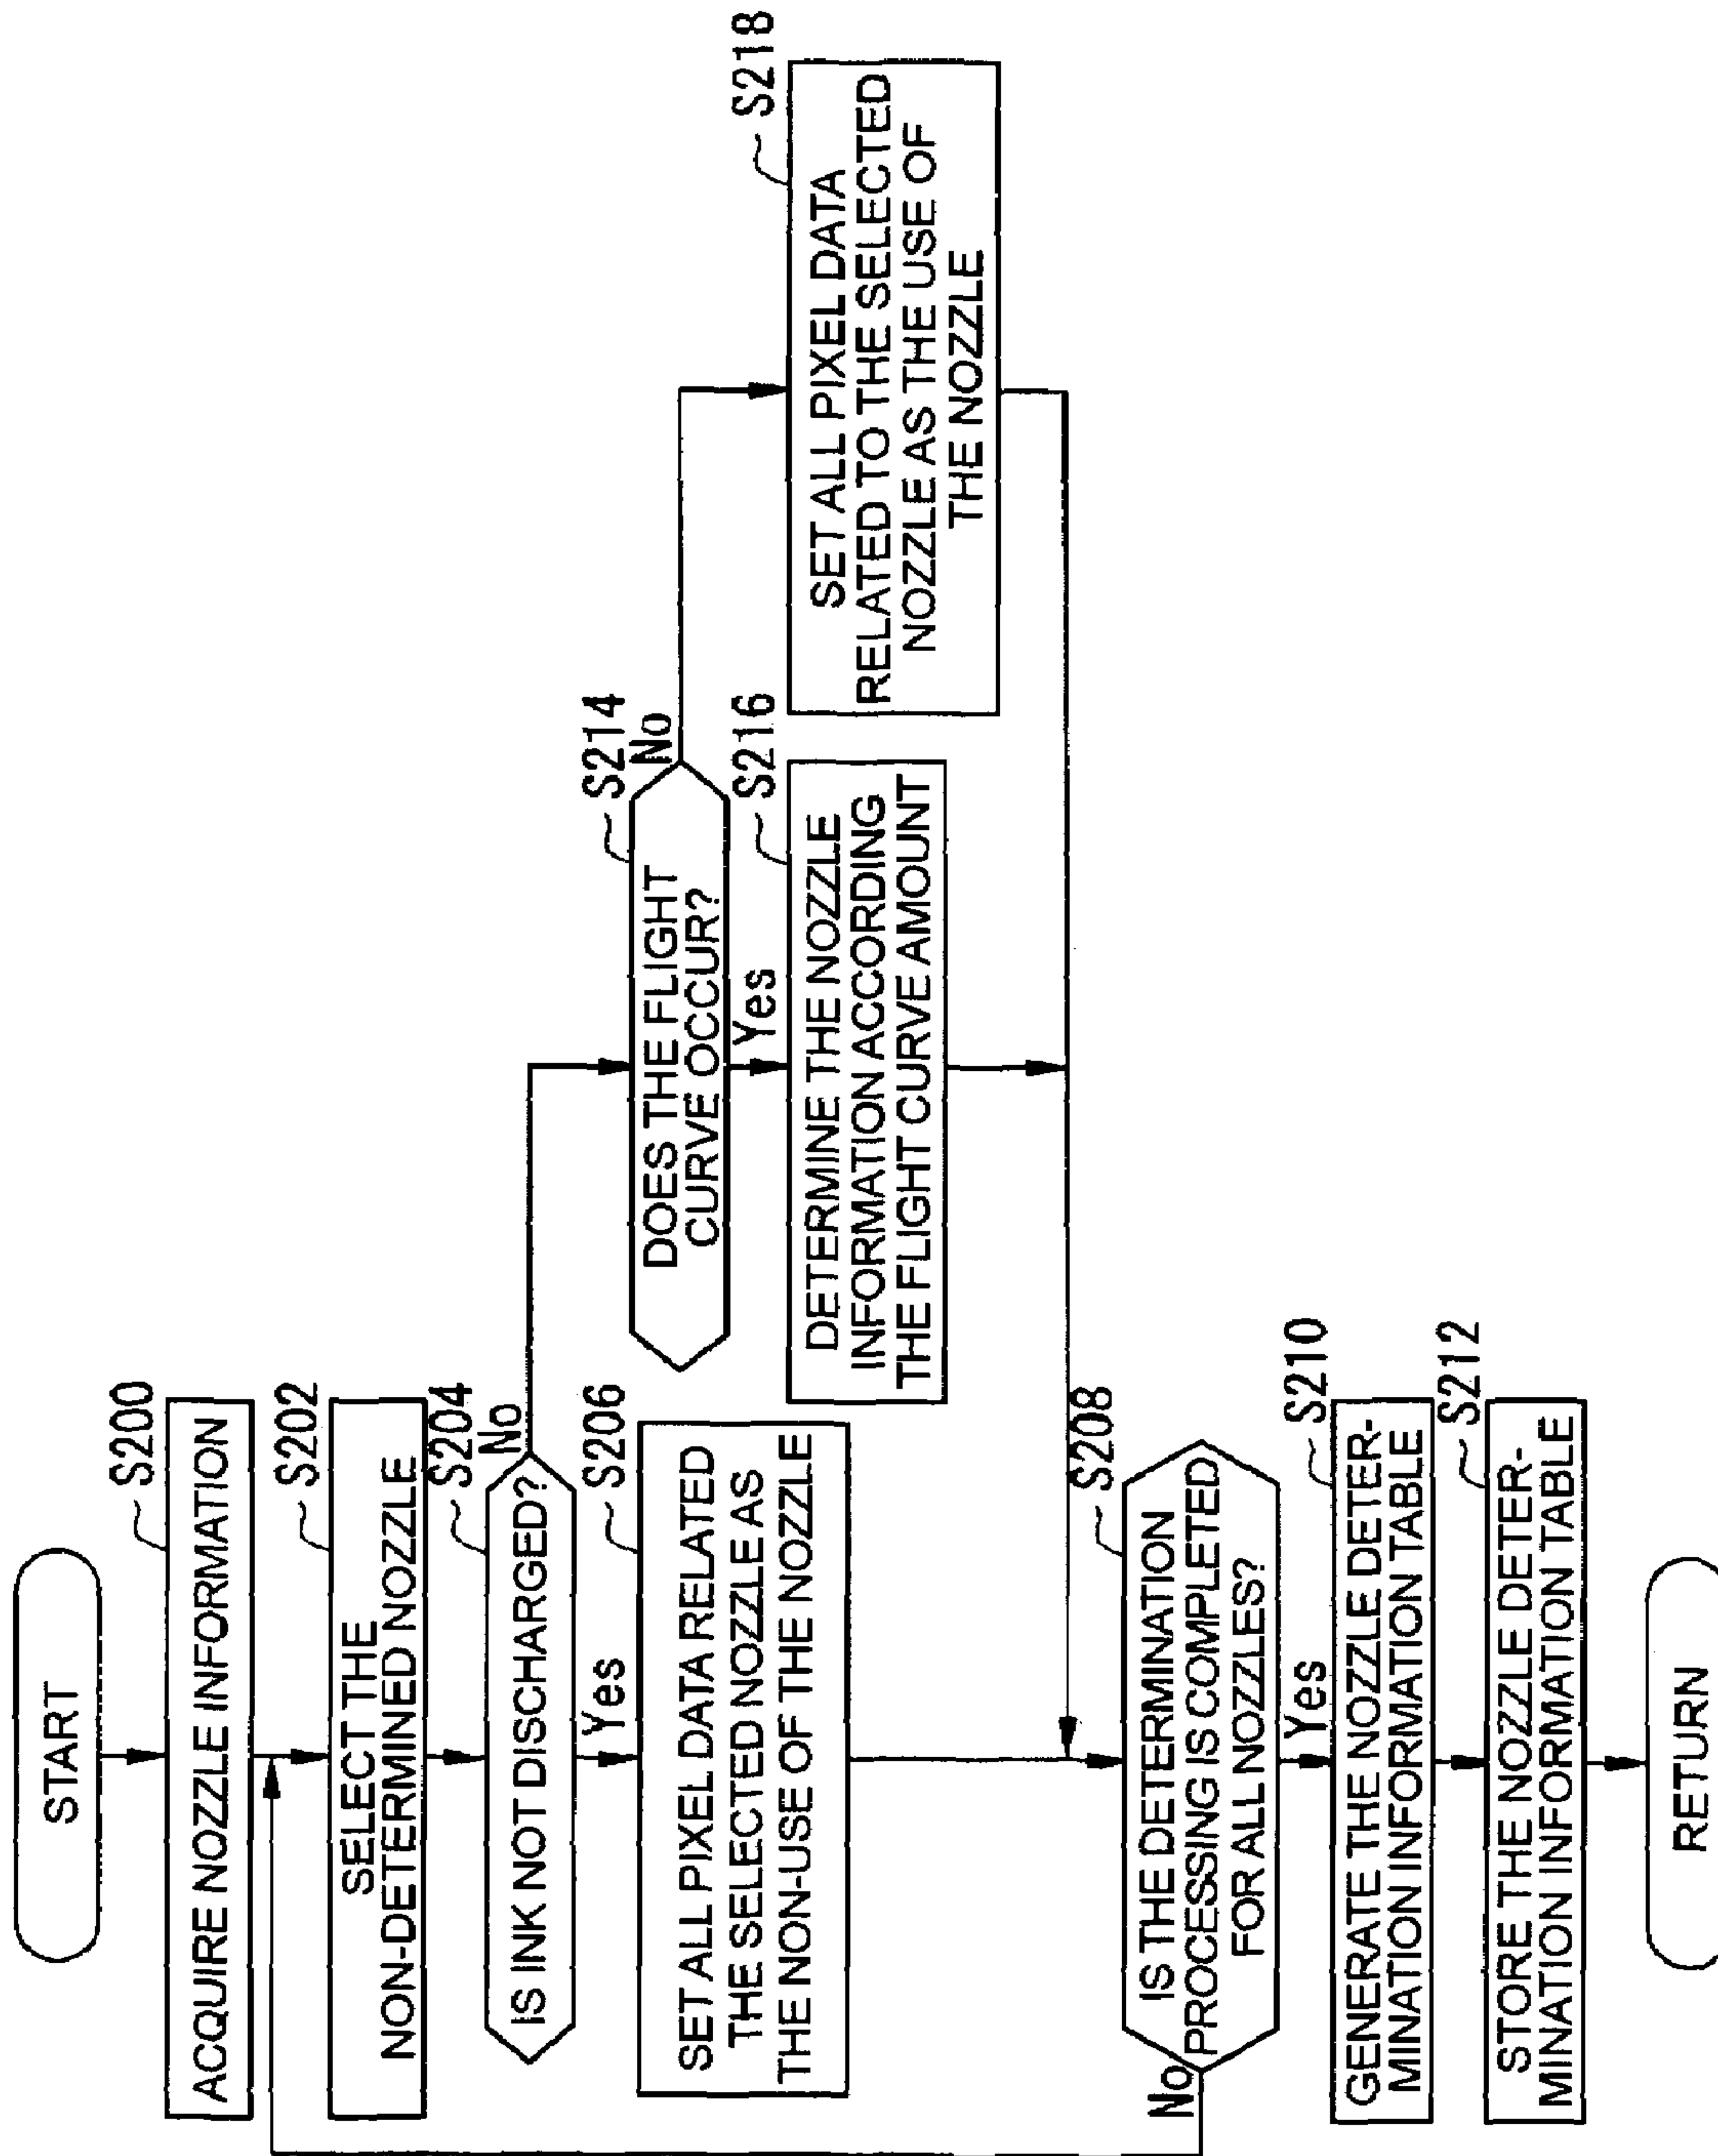 START
S200
ACQUIRE NOZZLE INFORMATION
S202
SELECT THE
NON-DETERMINED NOZZLE
S204
IS INK NOT DISCHARGED?
No
Yes
S206
SET ALL PIXEL DATA RELATED
THE SELECTED NOZZLE AS
THE NON-USE OF THE NOZZLE
S214
DOES THE FLIGHT
CURVE OCCUR?
No
Yes
S216
DETERMINE THE NOZZLE
INFORMATION ACCORDING
THE FLIGHT CURVE AMOUNT
S218
SET ALL PIXEL DATA
RELATED TO THE SELECTED
NOZZLE AS THE USE OF
THE NOZZLE
S208
IS THE DETERMINATION
PROCESSING IS COMPLETED
FOR ALL NOZZLES?
No
Yes
S210
GENERATE THE NOZZLE DETER-
MINATION INFORMATION TABLE
S212
STORE THE NOZZLE DETER-
MINATION INFORMATION TABLE
RETURN